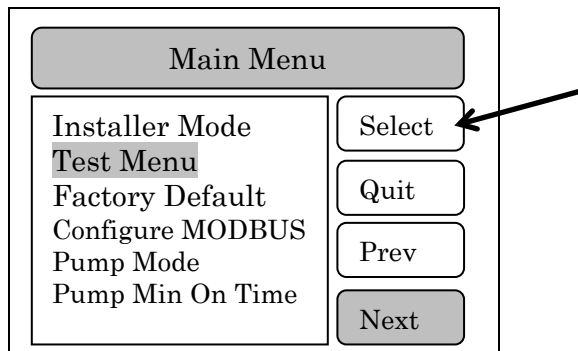 Main Menu
Installer Mode
Test Menu
Factory Default
Configure MODBUS
Pump Mode
Pump Min On Time
Select
Quit
Prev
Next